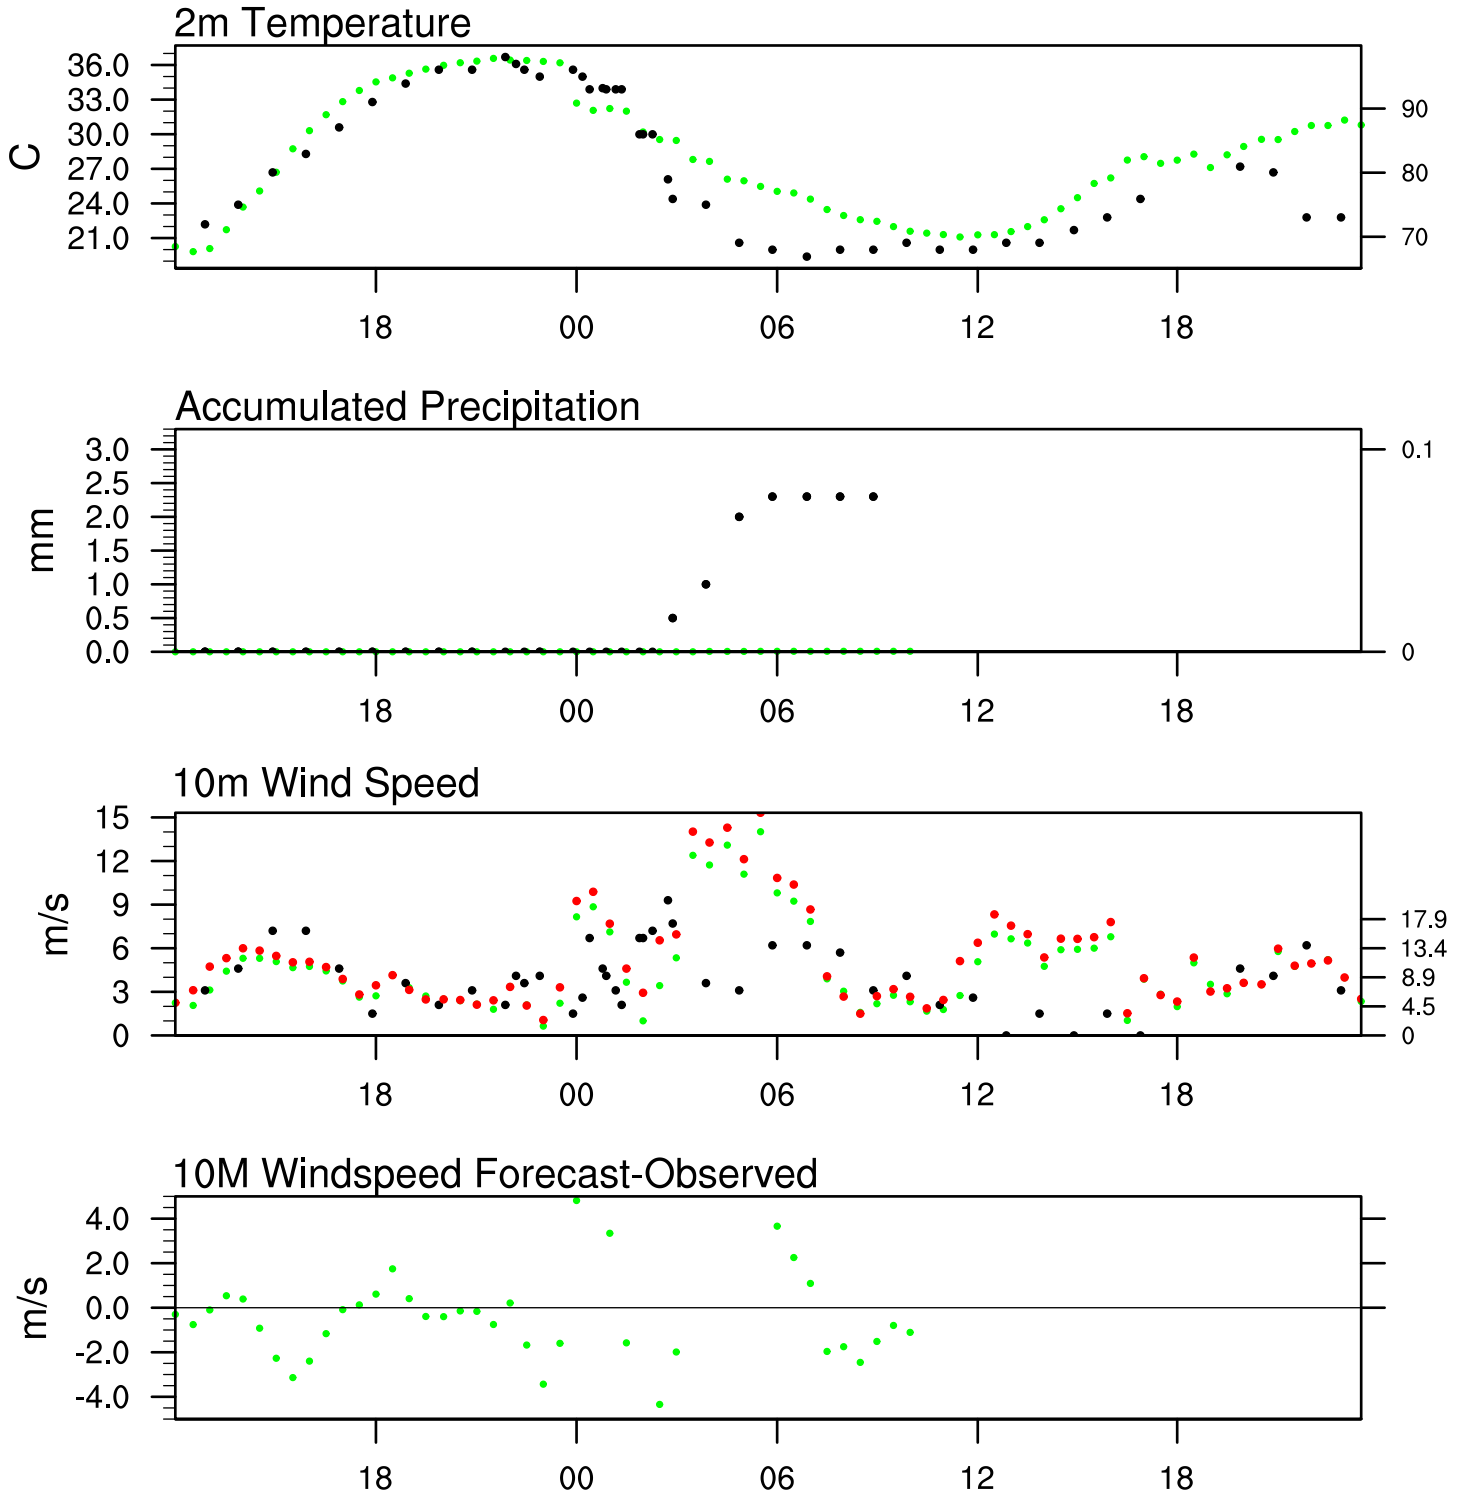 2m Temperature
36.0
33.0
30.0
27.0
24.0
21.0
C
90
80
70
18 00 06 12 18
Accumulated Precipitation
3.0
2.5
2.0
1.5
1.0
0.5
0.0
mm
0.1
0
18 00 06 12 18
10m Wind Speed
15
12
9
6
3
0
m/s
17.9
13.4
8.9
4.5
0
18 00 06 12 18
10M Windspeed Forecast-Observed
4.0
2.0
0.0
-2.0
-4.0
m/s
18 00 06 12 18